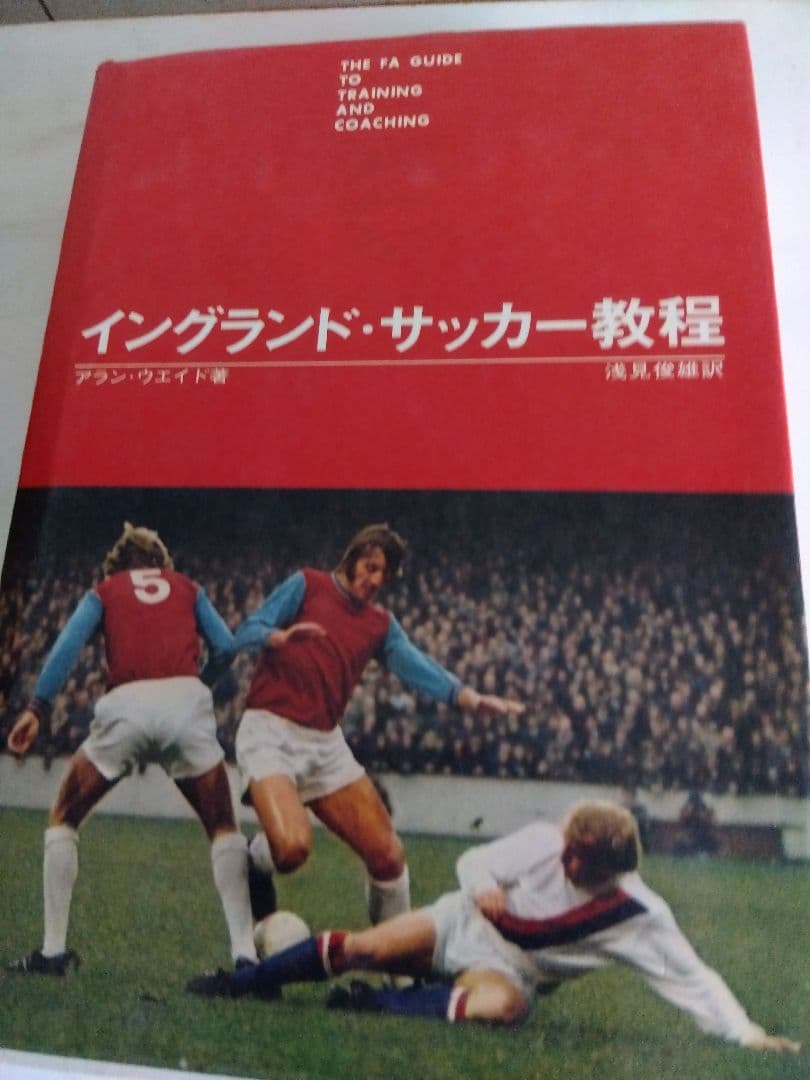 THE FA GUIDE
TO
TRAINING
AND
COACHING
イングランド・サッカー教程
アラン・ウエイド著
浅見俊雄訳
5